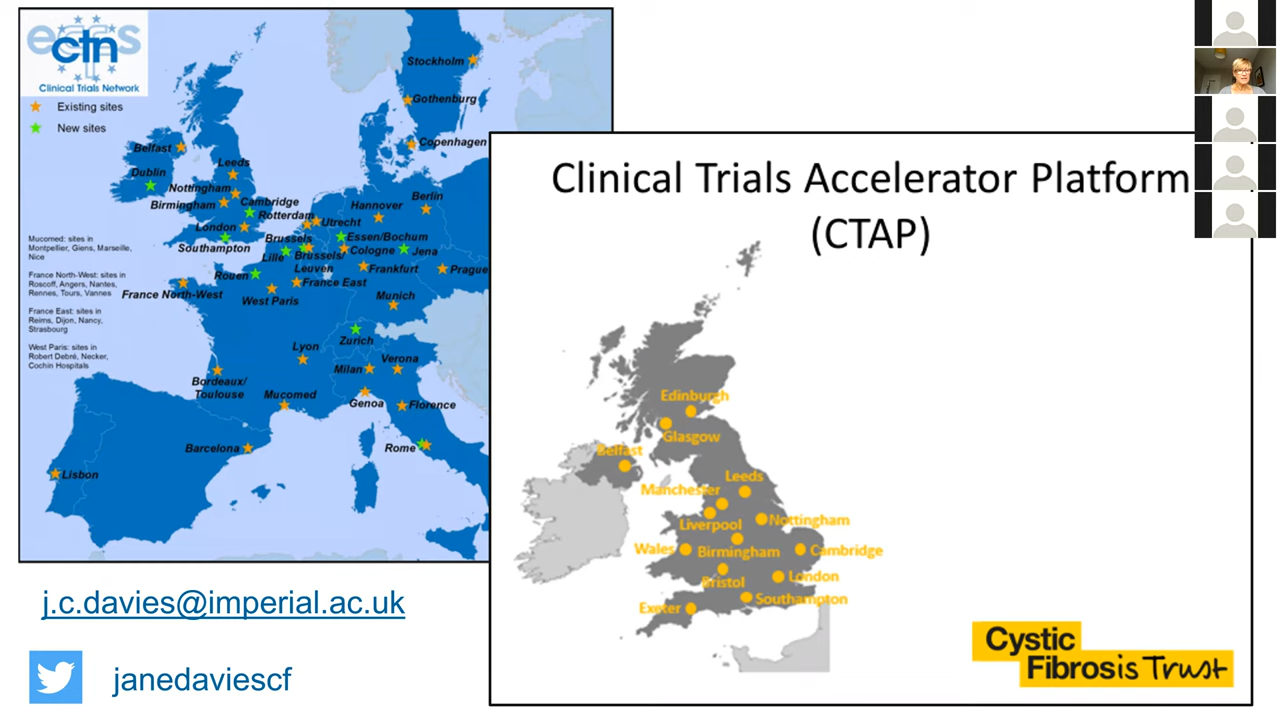 ecfs
ctn
Clinical Trials Network
Existing sites
New sites
Stockholm
Gothenburg
Copenhagen
Belfast
Dublin
Leeds
Nottingham
Birmingham
Cambridge
London
Southampton
Rotterdam
Utrecht
Hannover
Berlin
Brussels
Essen/Bochum
Lille
Brussels/
Leuven
Cologne
Jena
Frankfurt
Prague
Rouen
France North-West
West Paris
France East
Munich
Zurich
Lyon
Milan
Verona
Bordeaux/
Toulouse
Mucomed
Genoa
Florence
Barcelona
Rome
Lisbon
Mucomed: sites in
Montpellier, Giens, Marseille,
Nice
France North-West: sites in
Roscoff, Angers, Nantes,
Rennes, Tours, Vannes
France East: sites in
Reims, Dijon, Nancy,
Strasbourg
West Paris: sites in
Robert Debré, Necker,
Cochin Hospitals
Clinical Trials Accelerator Platform
(CTAP)
Edinburgh
Glasgow
Belfast
Leeds
Manchester
Liverpool
Nottingham
Wales
Birmingham
Cambridge
Bristol
London
Exeter
Southampton
Cystic
Fibrosis Trust
j.c.davies@imperial.ac.uk
janedaviescf